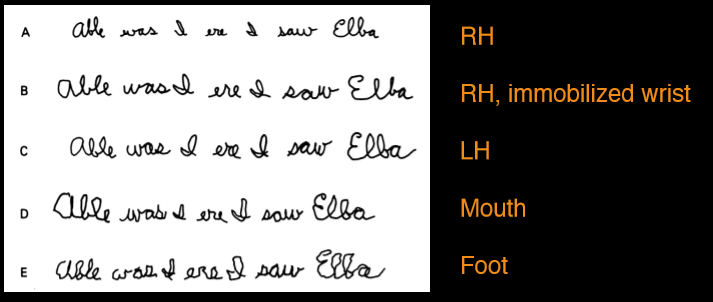 A able was I ere I saw Elba RH
B able was I ere I saw Elba RH, immobilized wrist
C able was I ere I saw Elba LH
D able was I ere I saw Elba Mouth
E able was I ere I saw Elba Foot